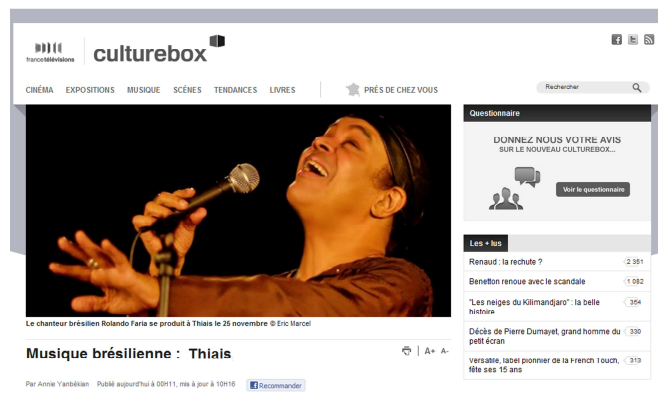 francetélévisions
culturebox
CINÉMA EXPOSITIONS MUSIQUE SCÈNES TENDANCES LIVRES PRÉS DE CHEZ VOUS
Rechercher
Questionnaire
DONNEZ NOUS VOTRE AVIS
SUR LE NOUVEAU CULTUREBOX...
Voir le questionnaire
Les + lus
Renaud : la rechute ? 2 351
Benetton renoue avec le scandale 1 082
"Les neiges du Kilimandjaro" : la belle 354
histoire
Décès de Pierre Dumayet, grand homme du 330
petit écran
Versatile, label pionnier de la French Touch, 313
fête ses 15 ans
Le chanteur brésilien Rolando Faria se produit à Thiais le 25 novembre © Eric Marcel
Musique brésilienne : Thiais
A+ A-
Par Annie Yanbékian Publié aujourd'hui à 00H11, mis à jour à 10H16 Recommander